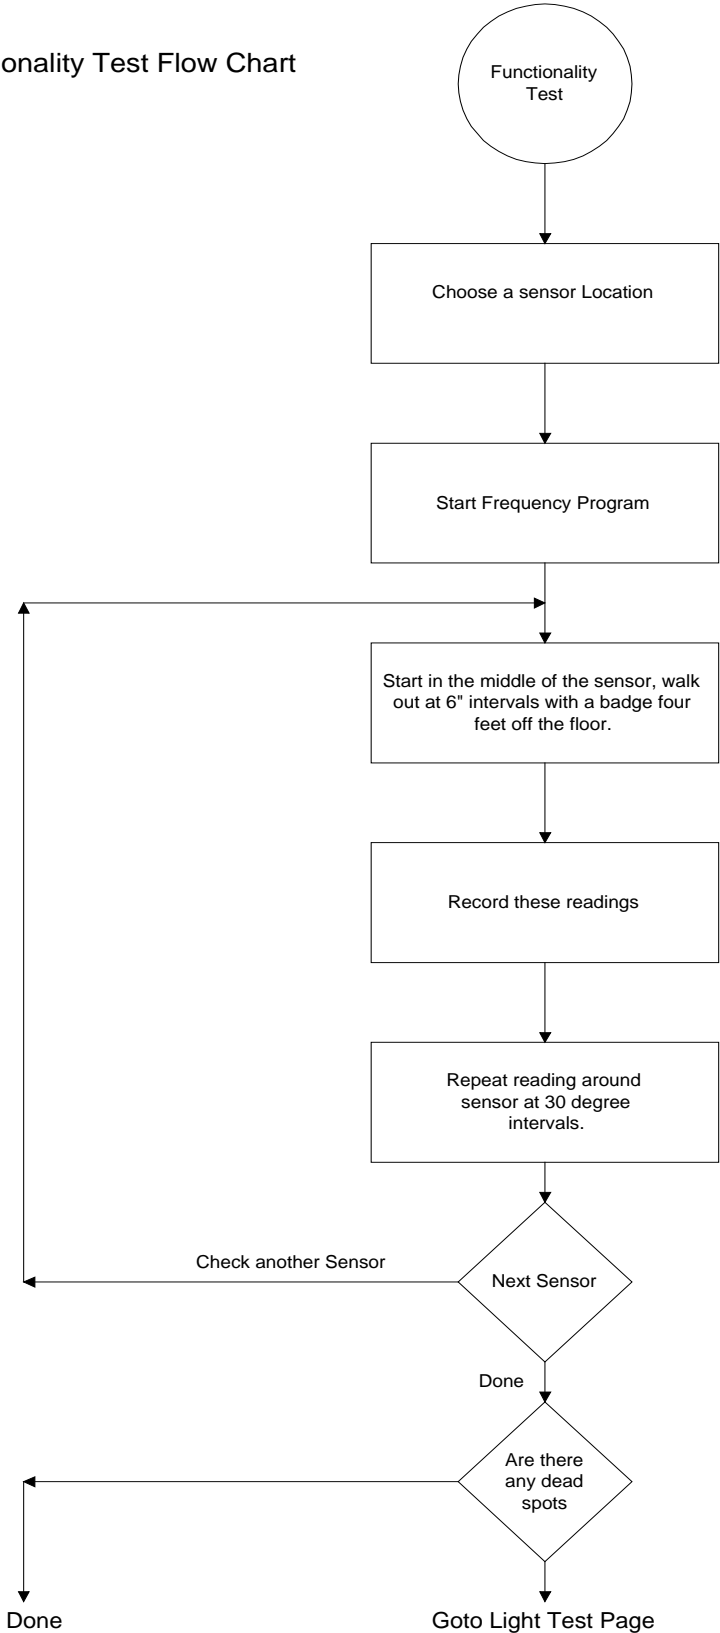 onality Test Flow Chart
Functionality
Test
Choose a sensor Location
Start Frequency Program
Start in the middle of the sensor, walk
out at 6" intervals with a badge four
feet off the floor.
Record these readings
Repeat reading around
sensor at 30 degree
intervals.
Check another Sensor
Next Sensor
Done
Are there
any dead
spots
Done
Goto Light Test Page